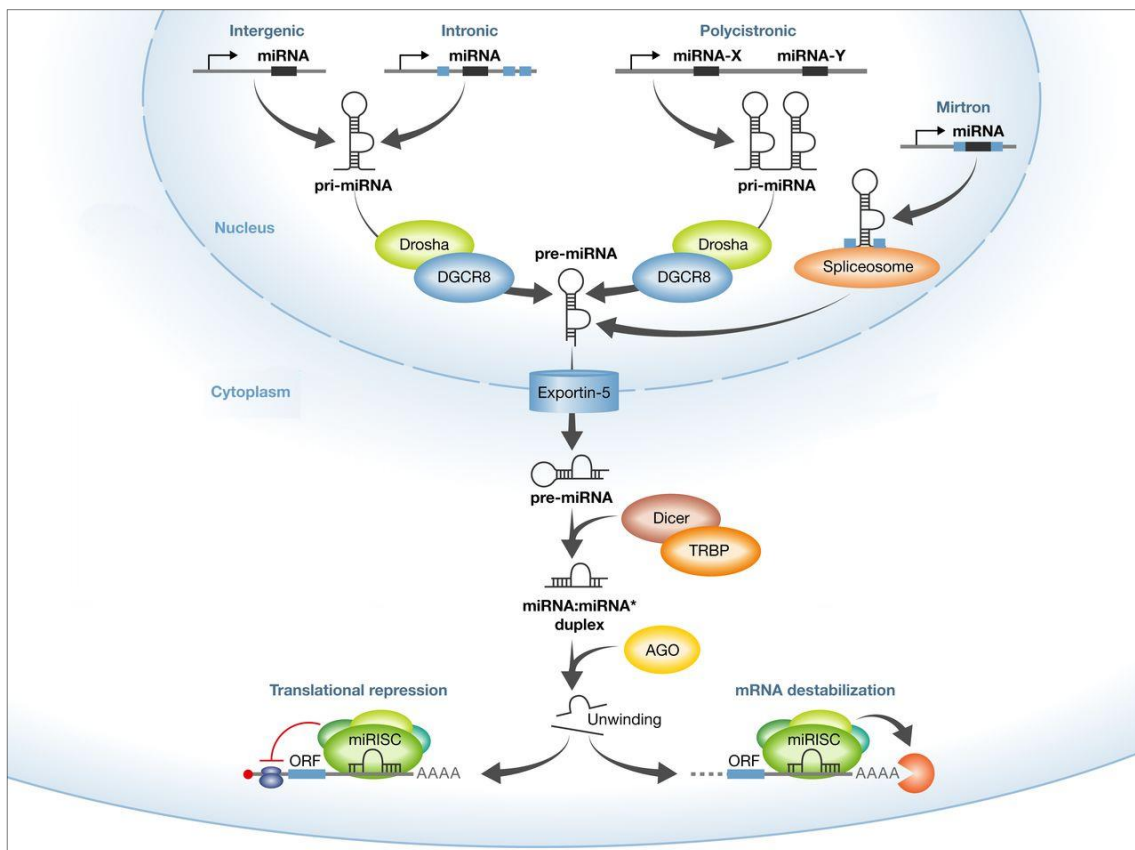 Intergenic
miRNA
Intronic
miRNA
Polycistronic
miRNA-X
miRNA-Y
Mirtron
miRNA
pri-miRNA
pri-miRNA
Nucleus
Drosha
DGCR8
pre-miRNA
Drosha
DGCR8
Spliceosome
Cytoplasm
Exportin-5
pre-miRNA
Dicer
TRBP
miRNA:miRNA*
duplex
AGO
Translational repression
miRISC
ORF
AAAA
Unwinding
mRNA destabilization
miRISC
ORF
AAAA